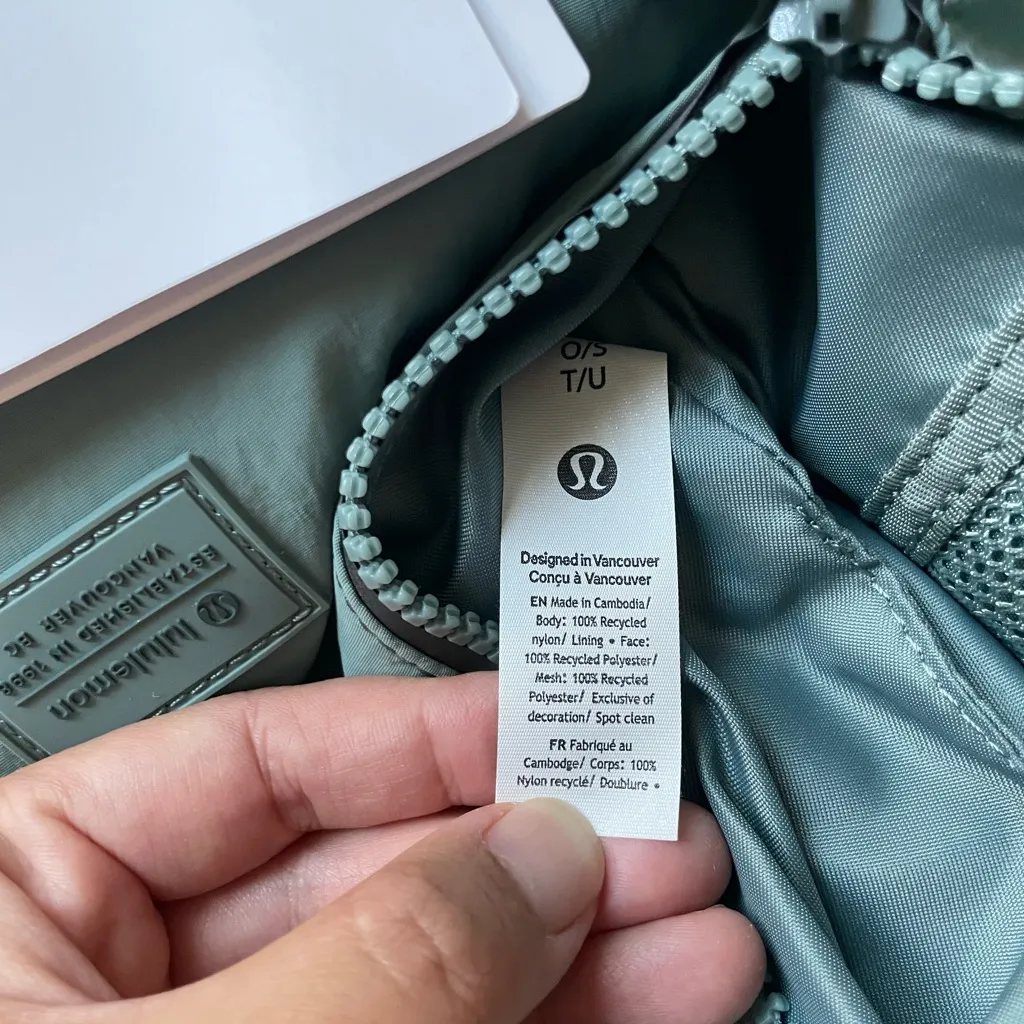 O/S
T/U
Designed in Vancouver
Conçu à Vancouver
EN Made in Cambodia/
Body: 100% Recycled
nylon/ Lining • Face:
100% Recycled Polyester/
Mesh: 100% Recycled
Polyester/ Exclusive of
decoration/ Spot clean
FR Fabriqué au
Cambodge/ Corps: 100%
Nylon recyclé/ Doublure •
lululemon
ESTABLISHED IN 1998
VANCOUVER BC